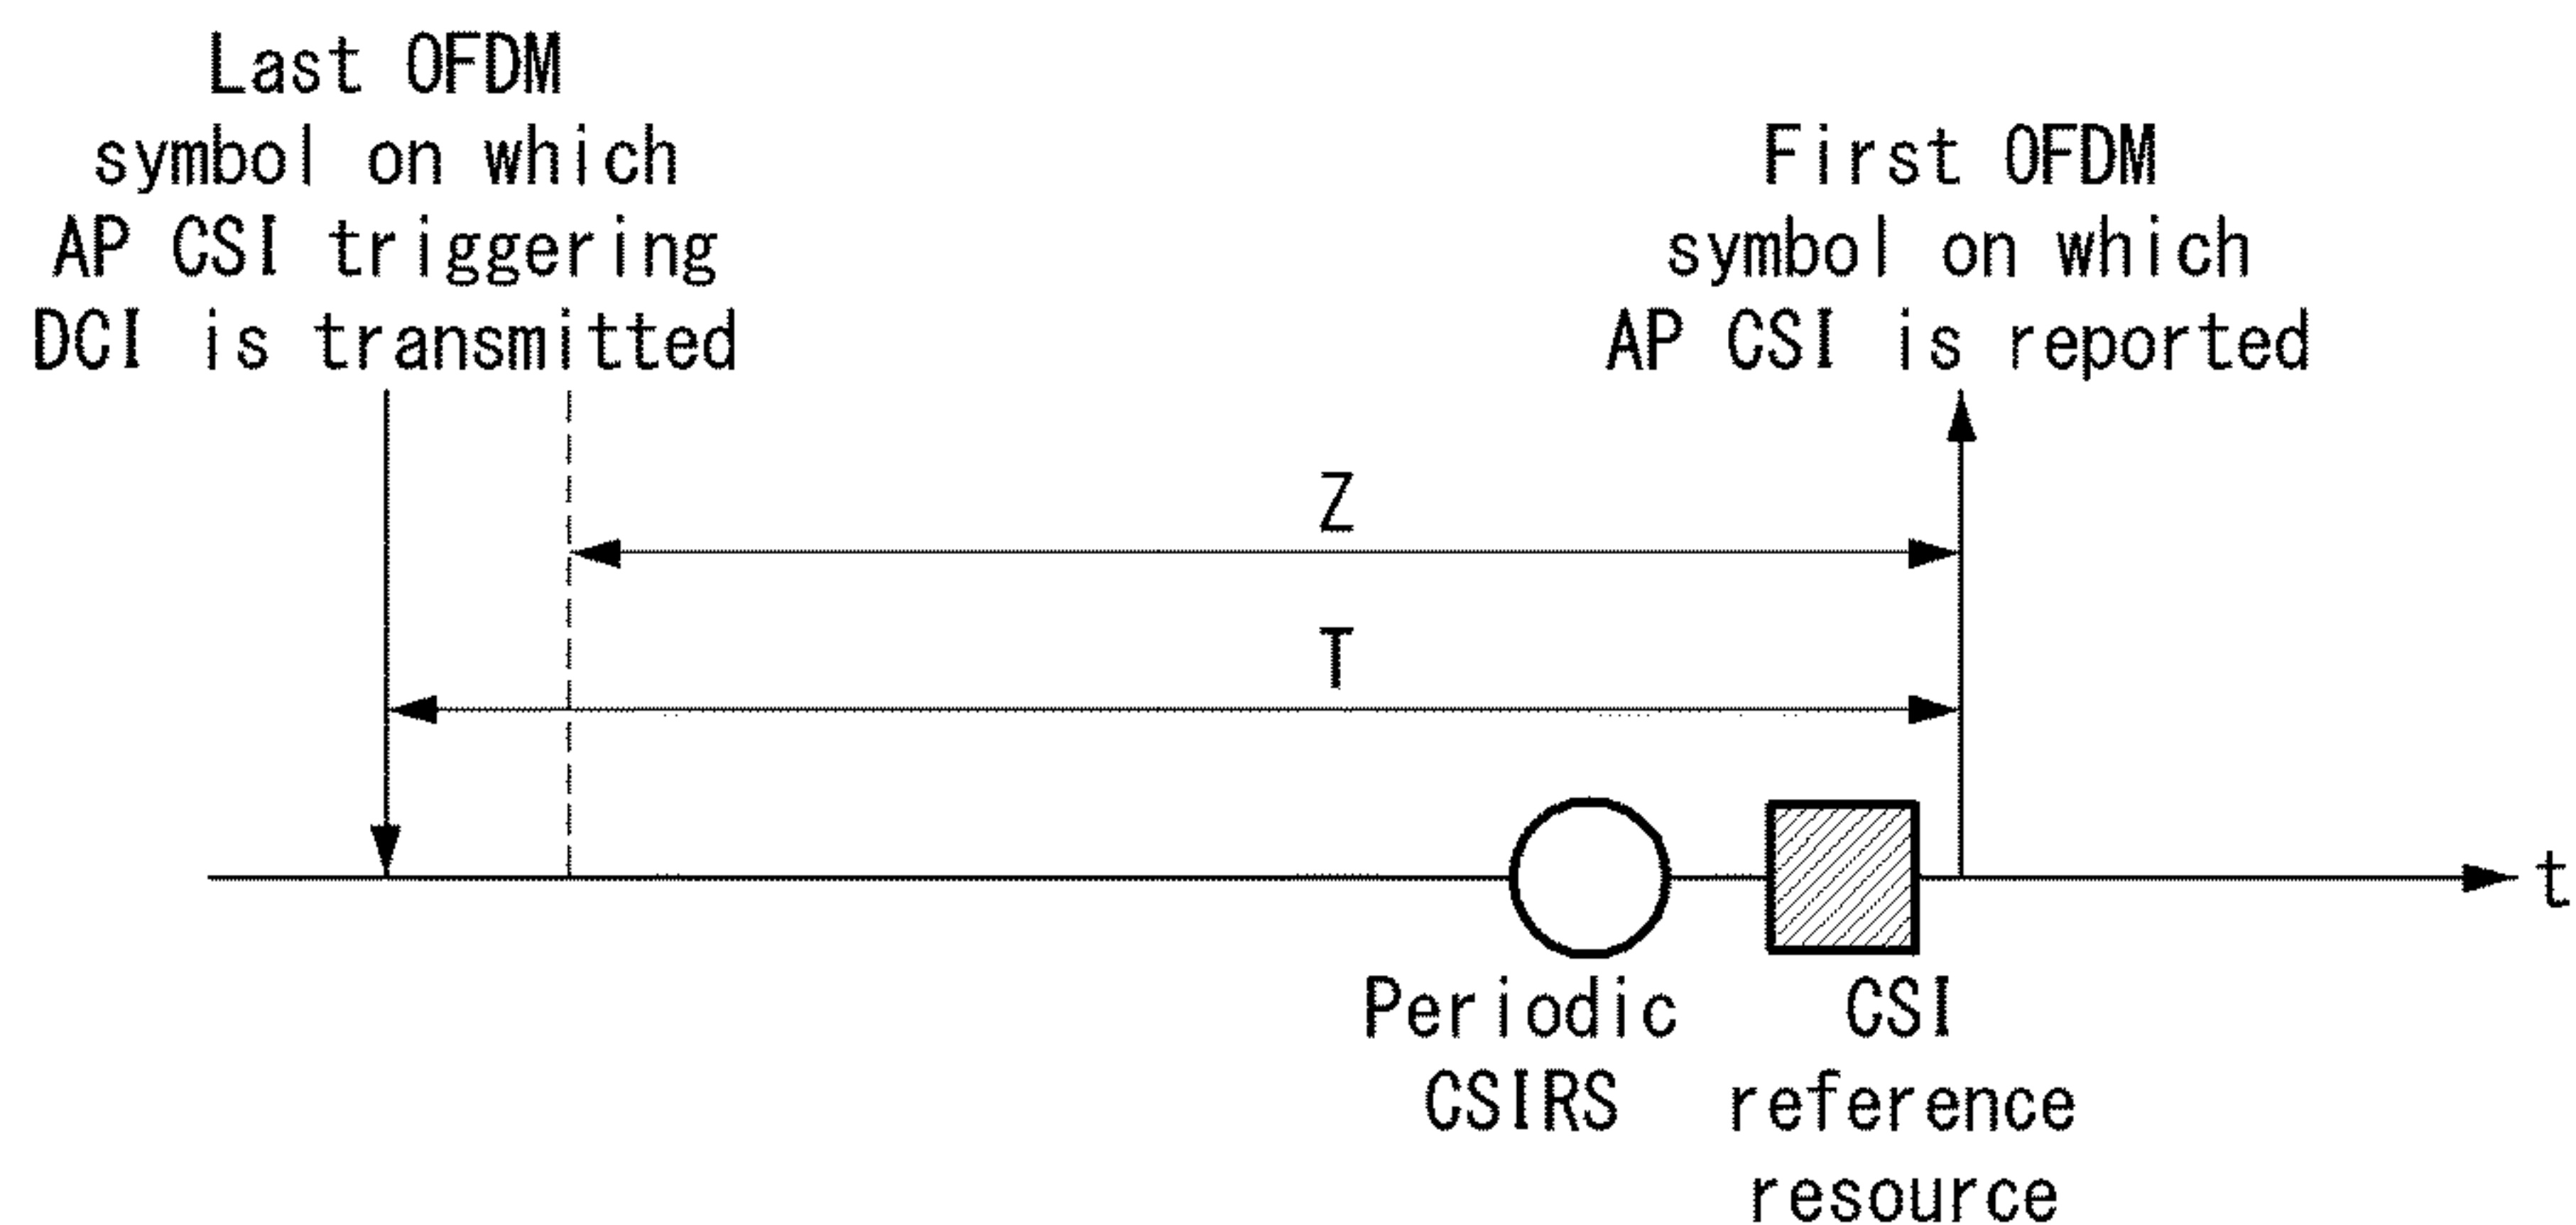 Last OFDM
symbol on which
AP CSI triggering
DCI is transmitted
First OFDM
symbol on which
AP CSI is reported
Z
T
t
Periodic
CSIRS
CSI
reference
resource